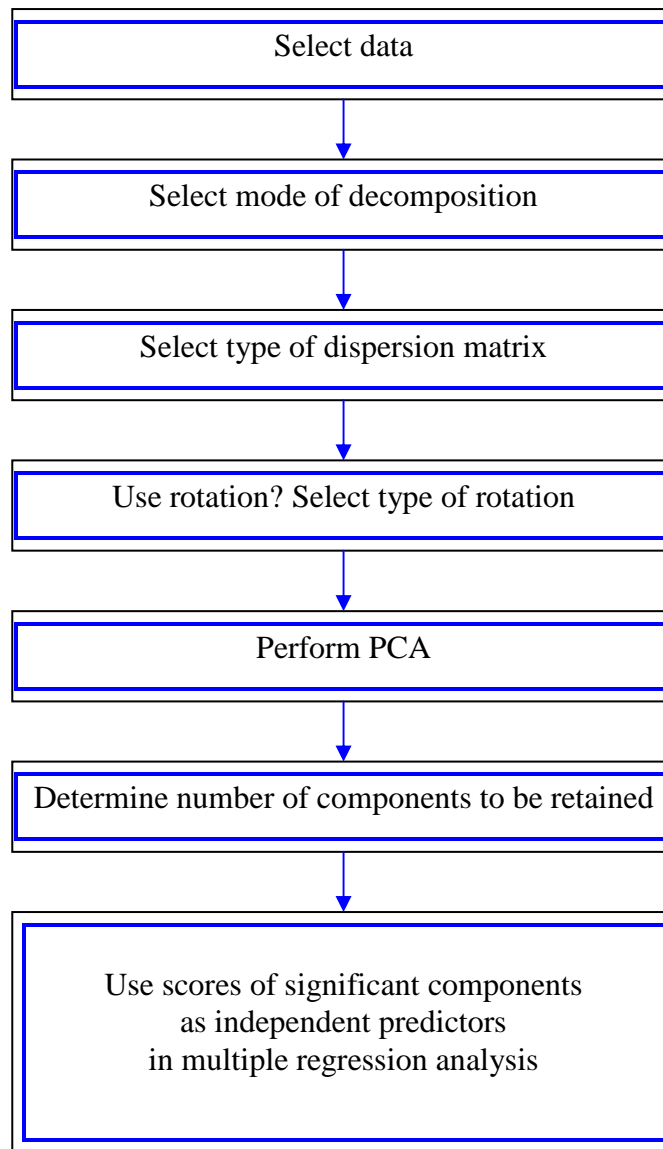 Select data
Select mode of decomposition
Select type of dispersion matrix
Use rotation? Select type of rotation
Perform PCA
Determine number of components to be retained
Use scores of significant components
as independent predictors
in multiple regression analysis